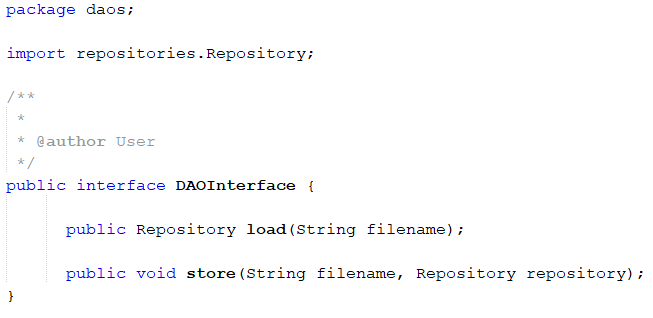 package daos;
import repositories.Repository;
/**
 *
 * @author User
 */
public interface DAOInterface {
    public Repository load(String filename);
    public void store(String filename, Repository repository);
}